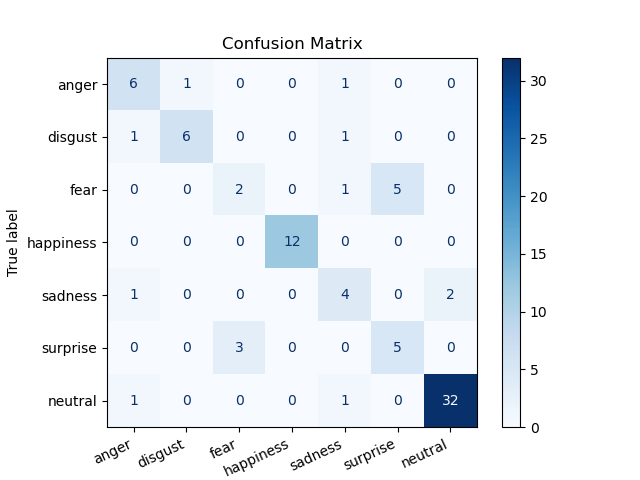 Confusion Matrix
True label
anger 6 1 0 0 1 0 0
disgust 1 6 0 0 1 0 0
fear 0 0 2 0 1 5 0
happiness 0 0 0 12 0 0 0
sadness 1 0 0 0 4 0 2
surprise 0 0 3 0 0 5 0
neutral 1 0 0 0 1 0 32
anger disgust fear happiness sadness surprise neutral
30
25
20
15
10
5
0